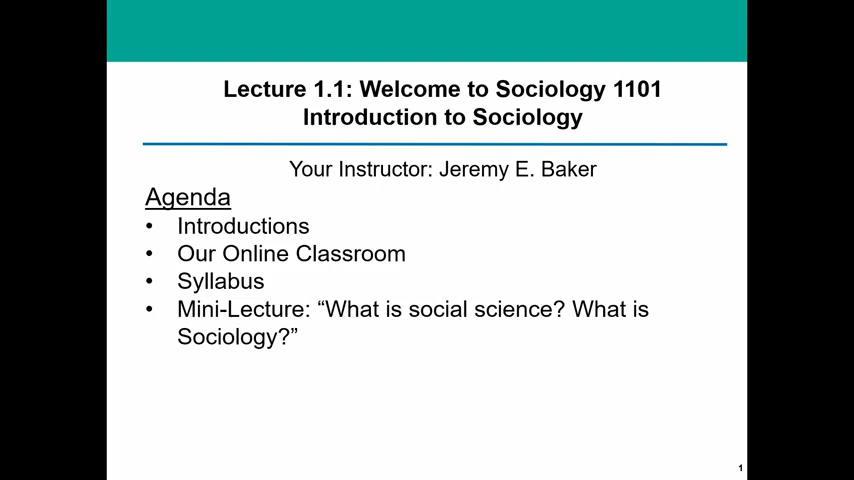 Lecture 1.1: Welcome to Sociology 1101
Introduction to Sociology
Your Instructor: Jeremy E. Baker
Agenda
• Introductions
• Our Online Classroom
• Syllabus
• Mini-Lecture: “What is social science? What is
Sociology?”
1